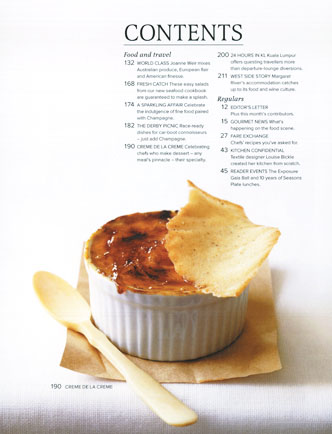 CONTENTS
Food and travel
132 WORLD CLASS Joanne Weir mixes
Australian produce, European flair
and American finesse.
168 FRESH CATCH These easy salads
from our new seafood cookbook
are guaranteed to make a splash.
174 A SPARKLING AFFAIR Celebrate
the indulgence of fine food paired
with Champagne.
182 THE DERBY PICNIC Race-ready
dishes for car-boot connoisseurs
– just add Champagne.
190 CREME DE LA CREME Celebrating
chefs who make dessert – any
meal's pinnacle – their specialty.
200 24 HOURS IN KL Kuala Lumpur
offers questing travellers more
than departure-lounge diversions.
211 WEST SIDE STORY Margaret
River's accommodation catches
up to its food and wine culture.
Regulars
12 EDITOR'S LETTER
Plus this month's contributors.
15 GOURMET NEWS What's
happening on the food scene.
27 FARE EXCHANGE
Chefs' recipes you've asked for.
43 KITCHEN CONFIDENTIAL
Textile designer Louise Bickle
created her kitchen from scratch.
45 READER EVENTS The Exposure
Gala Ball and 10 years of Seasons
Plate lunches.
190 CREME DE LA CREME